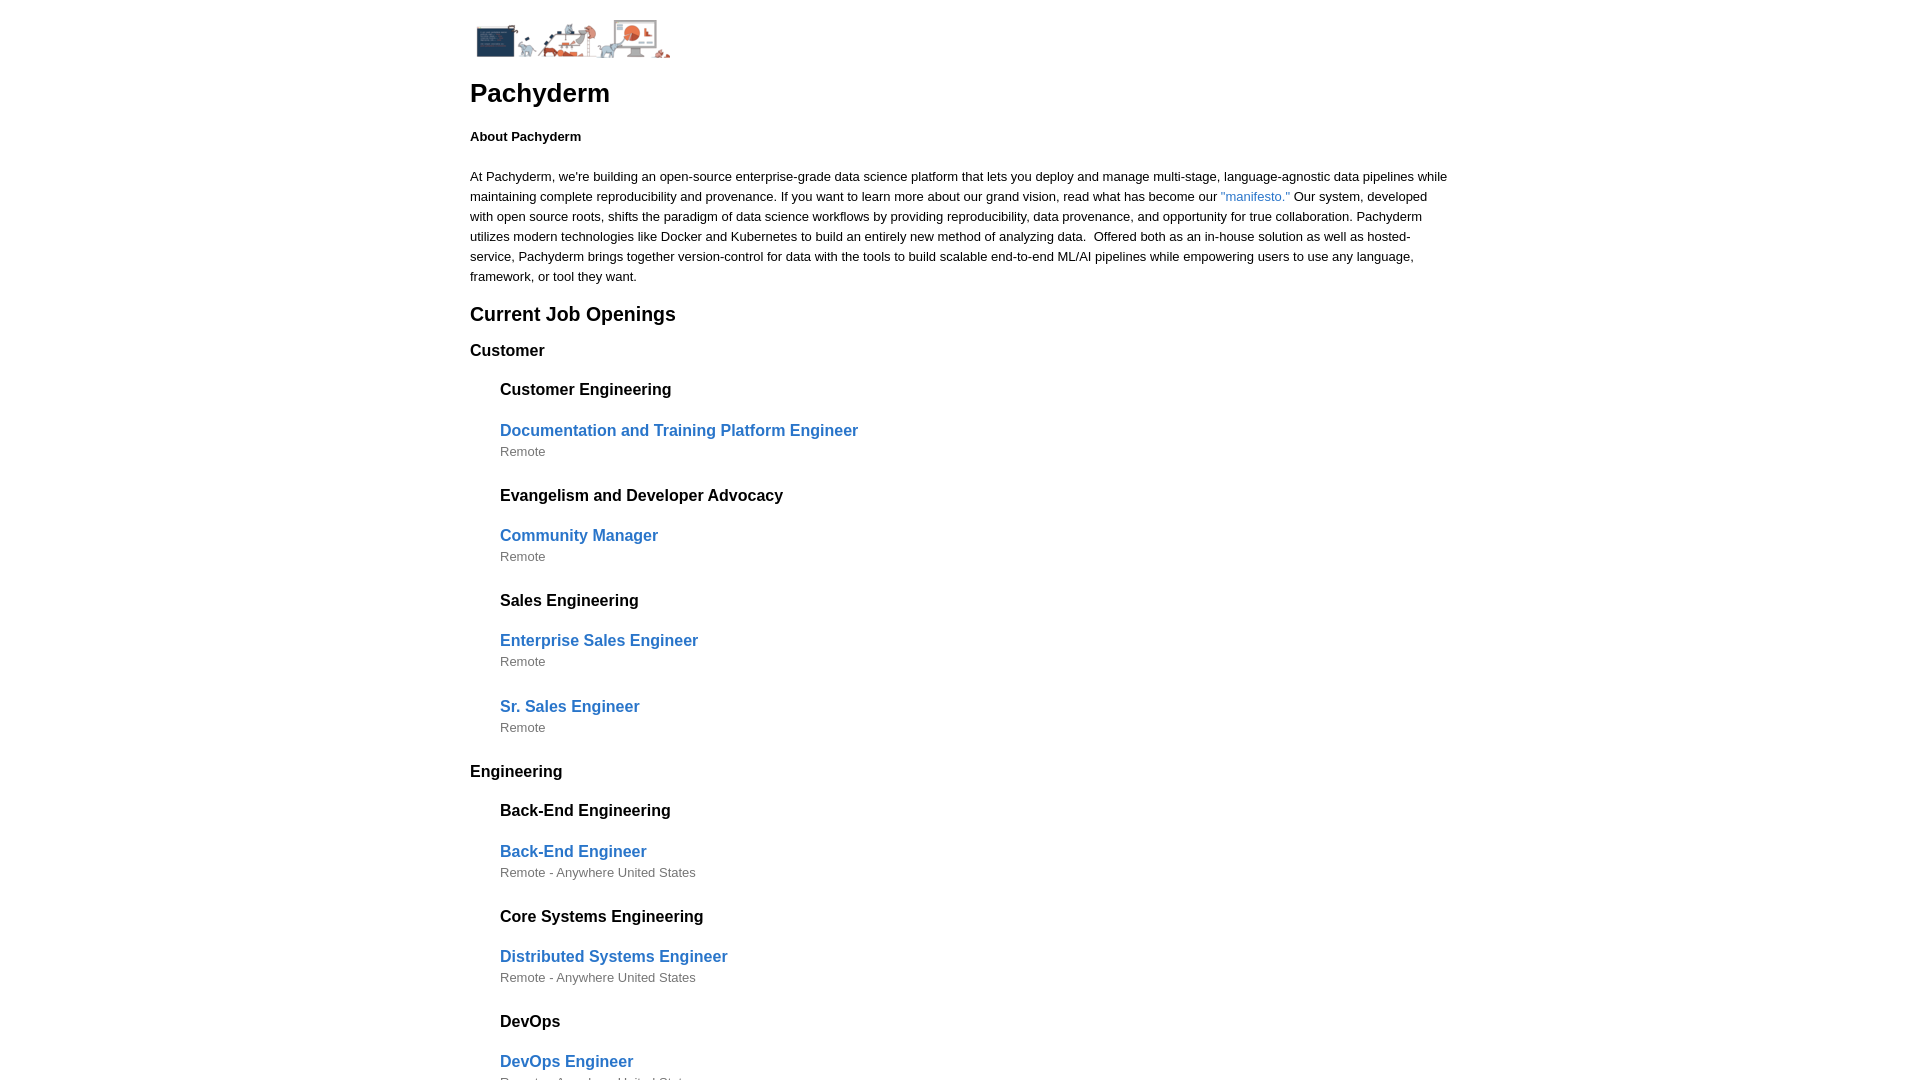 Pachyderm
About Pachyderm
At Pachyderm, we're building an open-source enterprise-grade data science platform that lets you deploy and manage multi-stage, language-agnostic data pipelines while
maintaining complete reproducibility and provenance. If you want to learn more about our grand vision, read what has become our "manifesto." Our system, developed
with open source roots, shifts the paradigm of data science workflows by providing reproducibility, data provenance, and opportunity for true collaboration. Pachyderm
utilizes modern technologies like Docker and Kubernetes to build an entirely new method of analyzing data.  Offered both as an in-house solution as well as hosted-
service, Pachyderm brings together version-control for data with the tools to build scalable end-to-end ML/AI pipelines while empowering users to use any language,
framework, or tool they want.
Current Job Openings
Customer
Customer Engineering
Documentation and Training Platform Engineer
Remote
Evangelism and Developer Advocacy
Community Manager
Remote
Sales Engineering
Enterprise Sales Engineer
Remote
Sr. Sales Engineer
Remote
Engineering
Back-End Engineering
Back-End Engineer
Remote - Anywhere United States
Core Systems Engineering
Distributed Systems Engineer
Remote - Anywhere United States
DevOps
DevOps Engineer